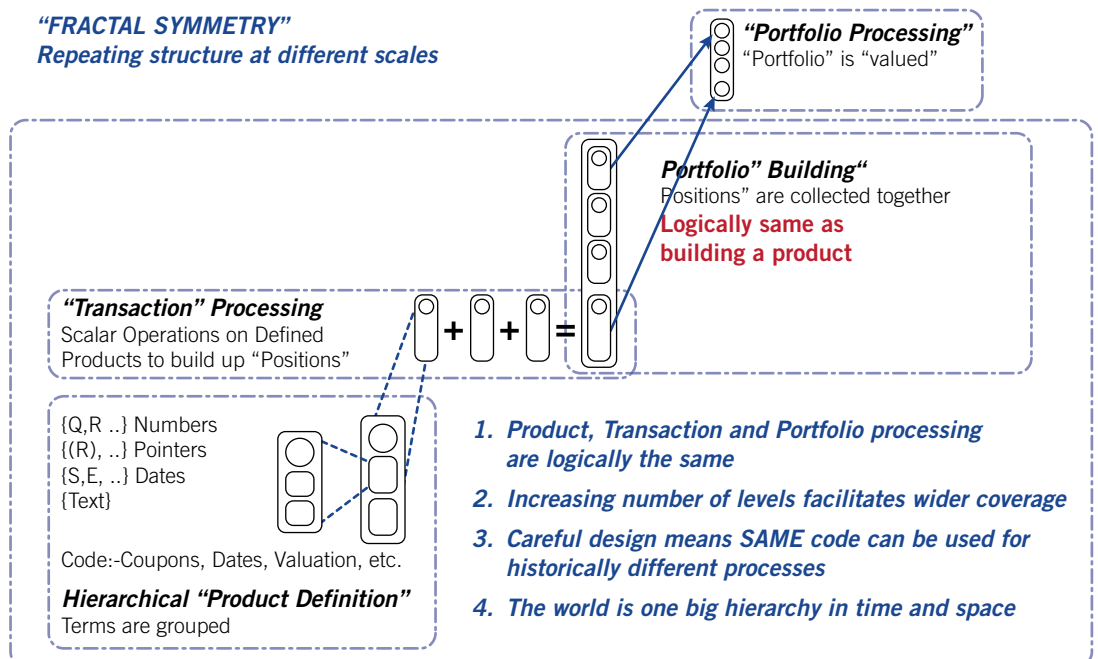 “FRACTAL SYMMETRY”
Repeating structure at different scales
“Portfolio Processing”
“Portfolio” is “valued”
Portfolio” Building“
Positions” are collected together
Logically same as
building a product
“Transaction” Processing
Scalar Operations on Defined
Products to build up “Positions”
+ + =
{Q,R ..} Numbers
{(R), ..} Pointers
{S,E, ..} Dates
{Text}
Code:-Coupons, Dates, Valuation, etc.
Hierarchical “Product Definition”
Terms are grouped
1. Product, Transaction and Portfolio processing
are logically the same
2. Increasing number of levels facilitates wider coverage
3. Careful design means SAME code can be used for
historically different processes
4. The world is one big hierarchy in time and space